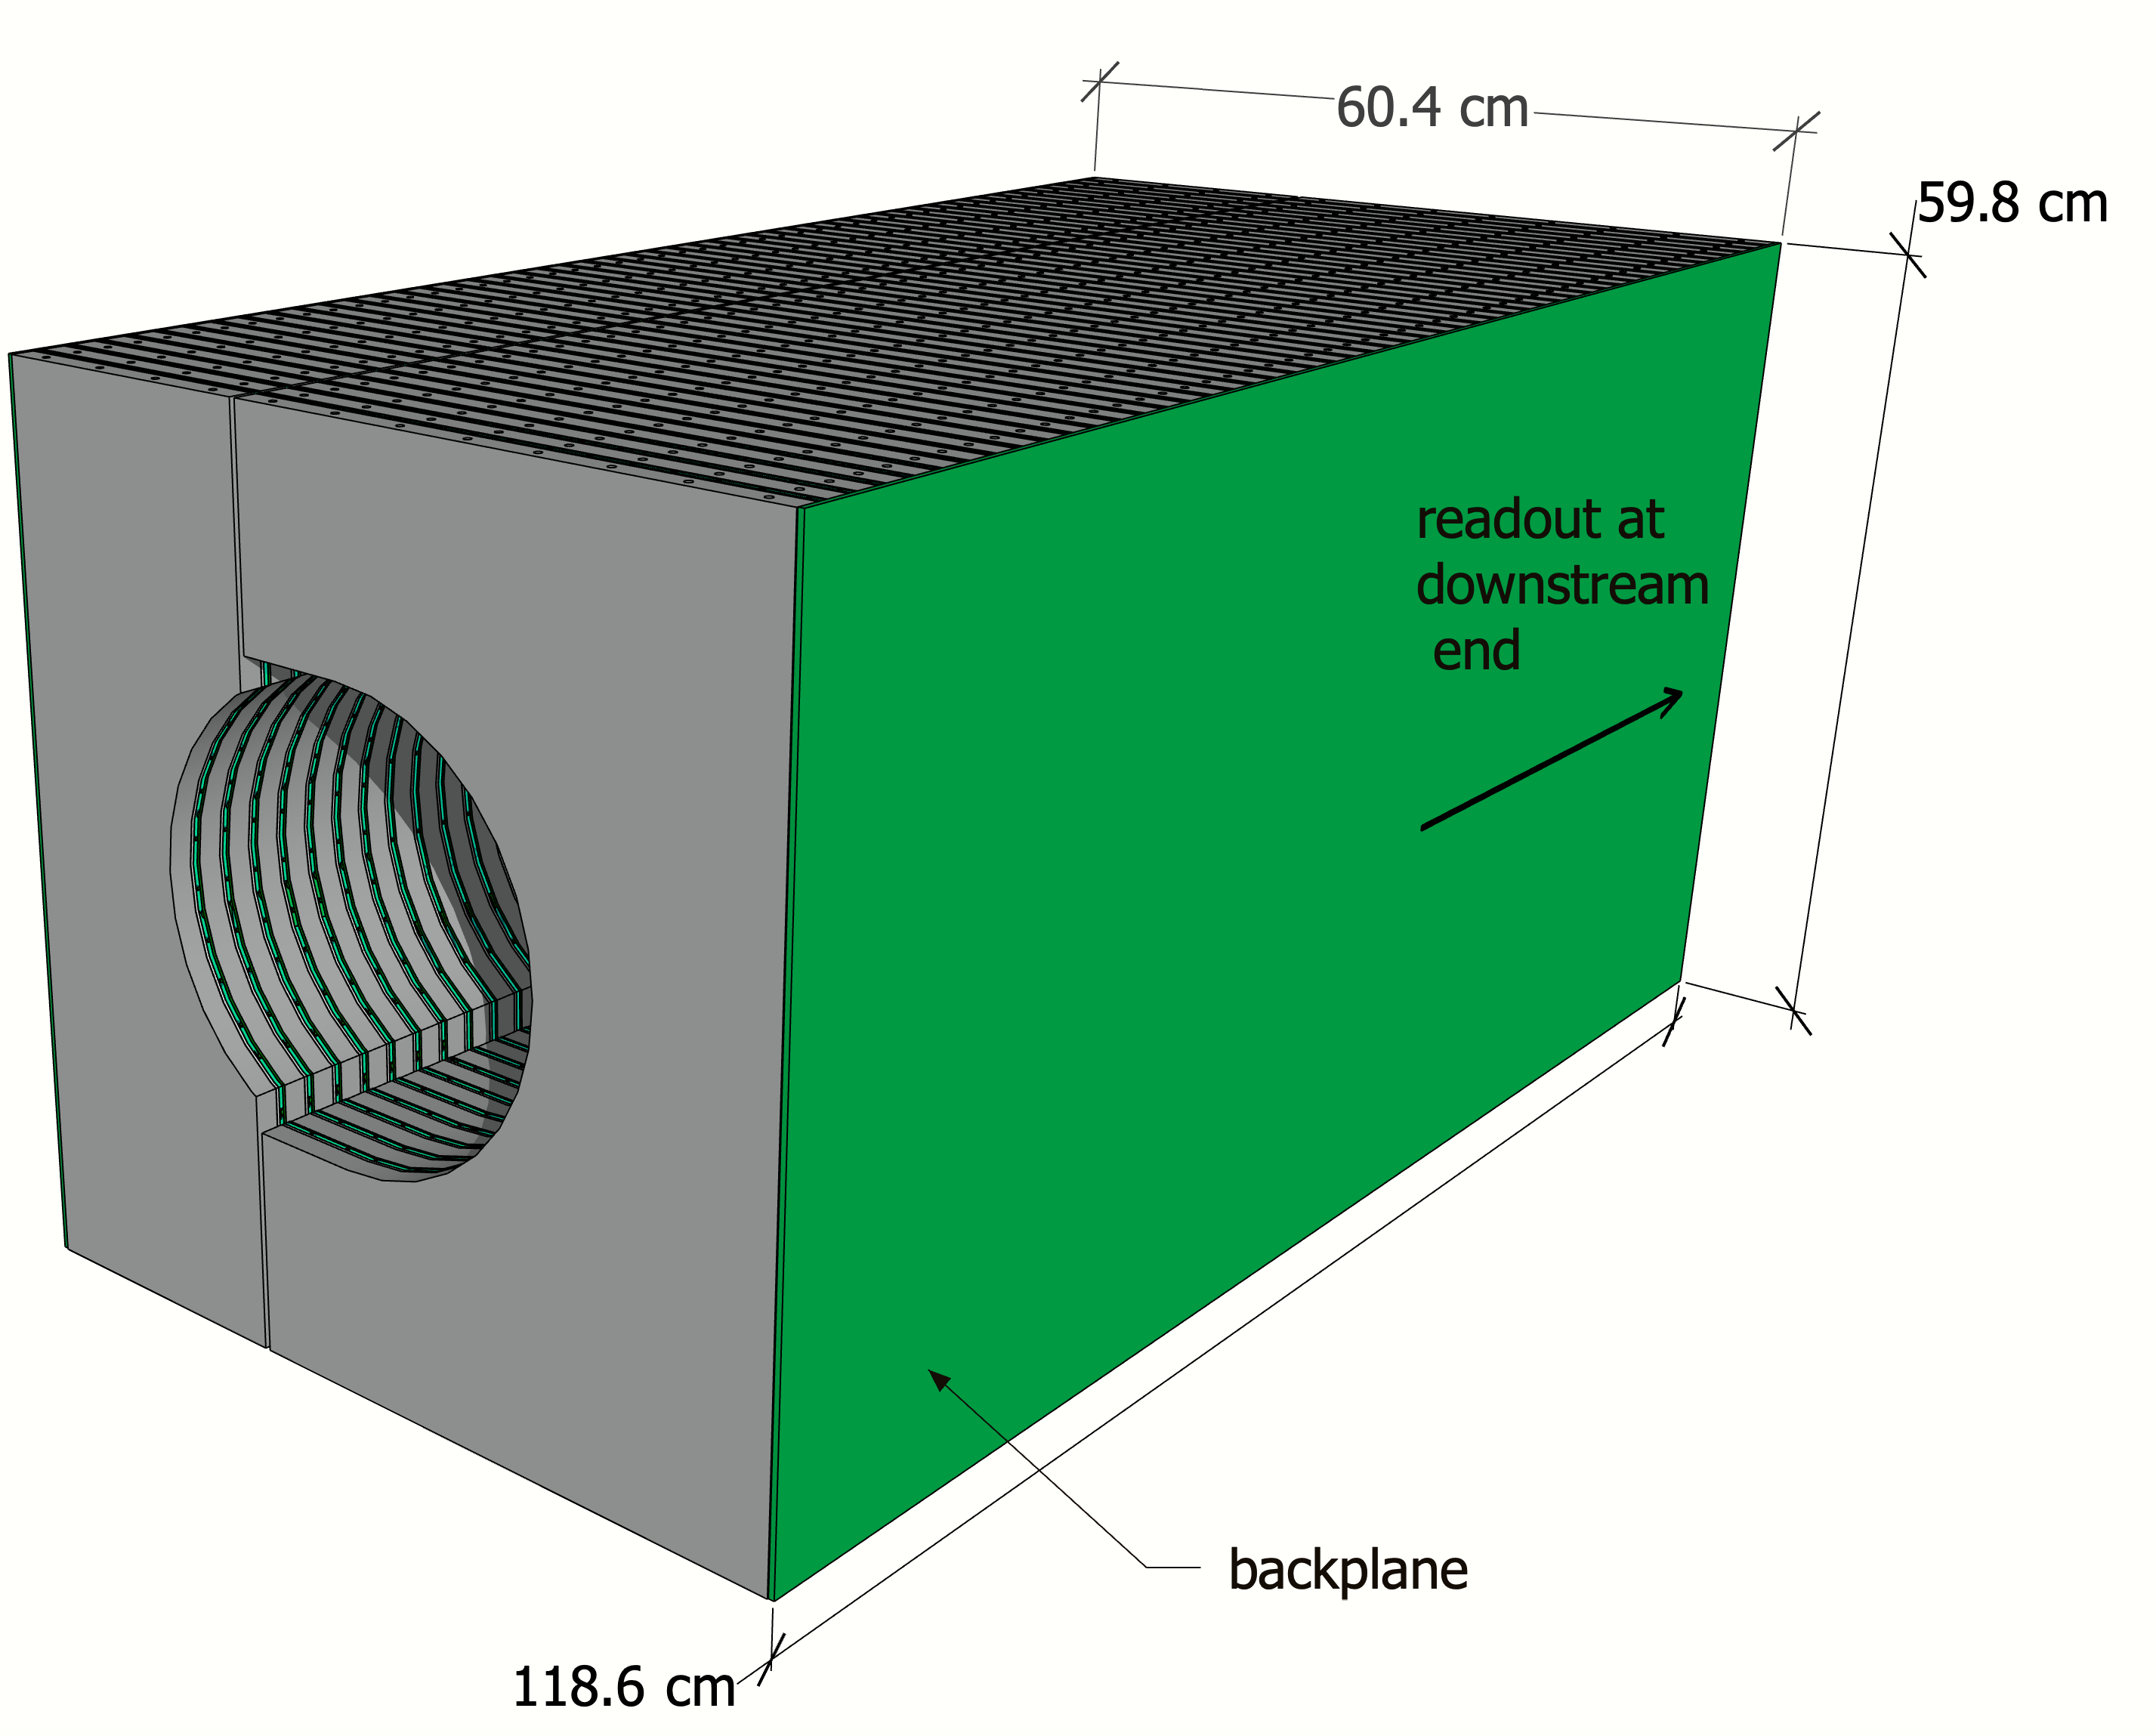 60.4 cm
59.8 cm
readout at
downstream
end
backplane
118.6 cm